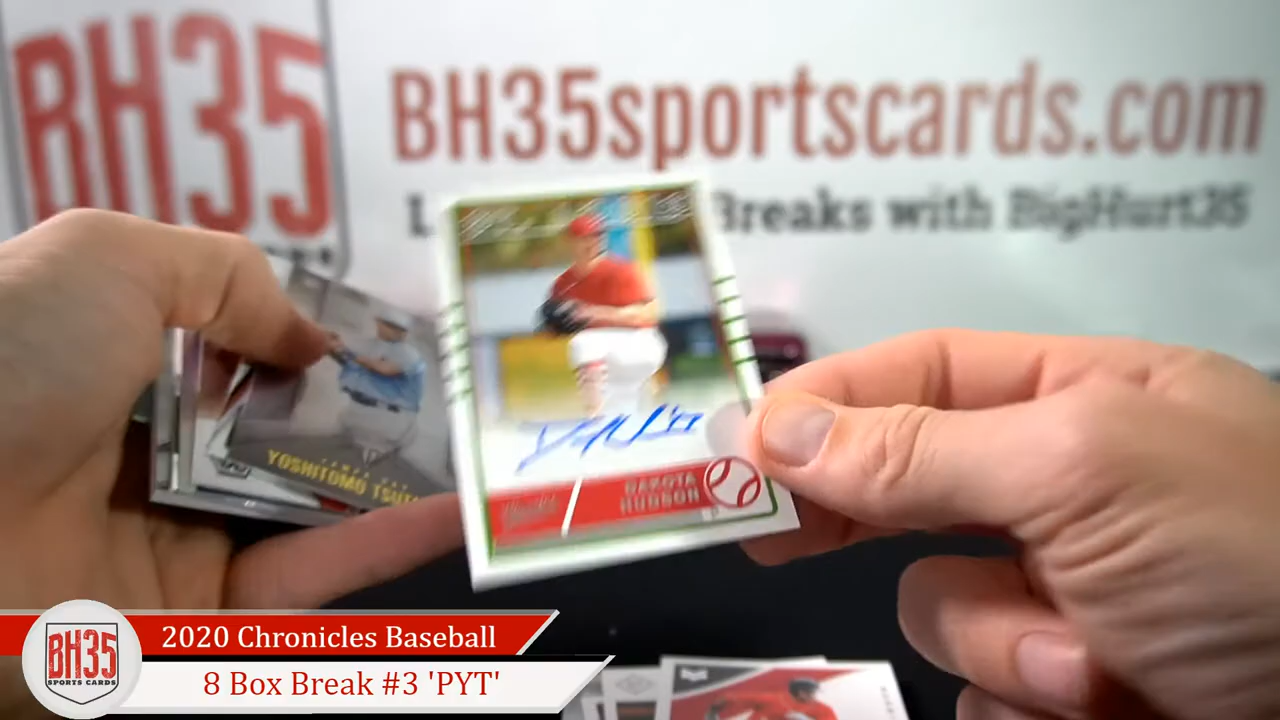 BH35
BH35sportscards.com
Breaks with BigHurt35
YOSHITOMO TSUT
DAKOTA
HUDSON
BH35
SPORTS CARDS
2020 Chronicles Baseball
8 Box Break #3 'PYT'